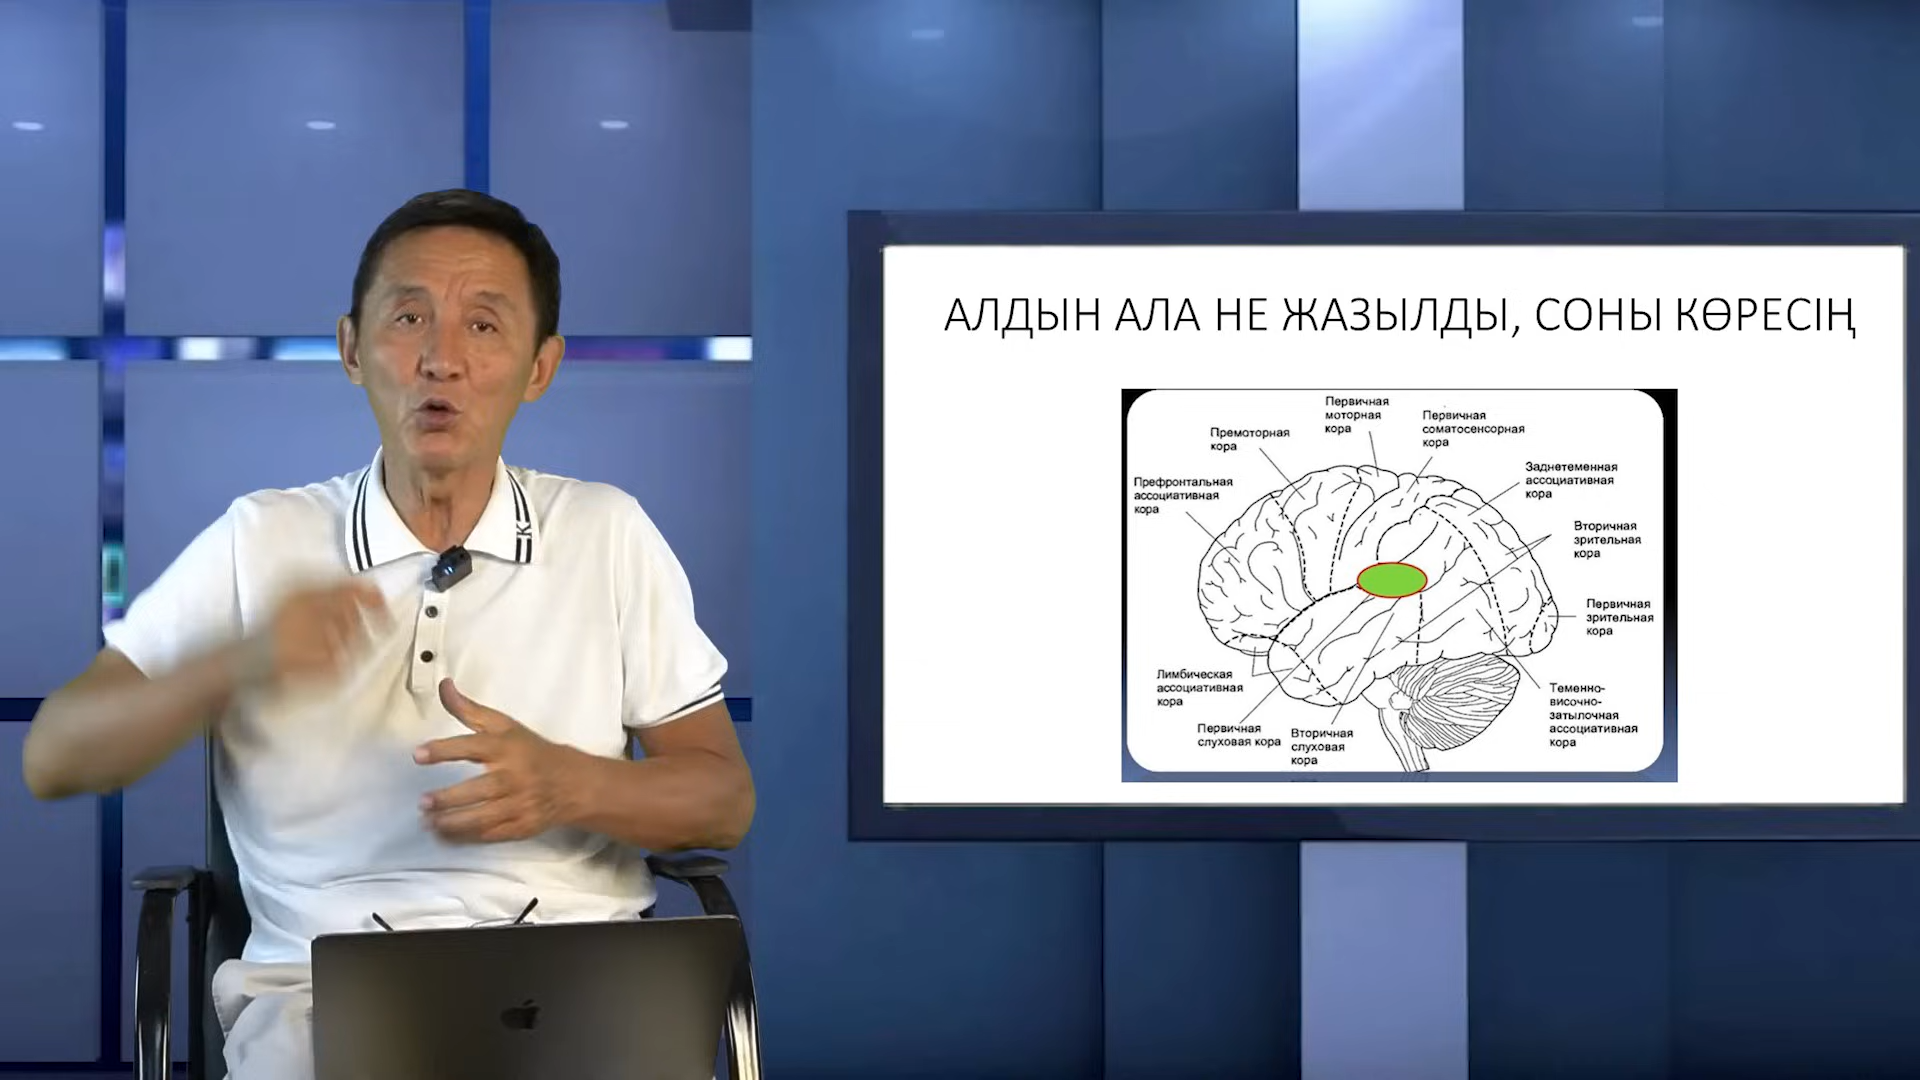 АЛДЫН АЛА НЕ ЖАЗЫЛДЫ, СОНЫ КӨРЕСІҢ
Первичная
моторная
кора
Первичная
соматосенсорная
кора
Премоторная
кора
Заднетеменная
ассоциативная
кора
Префронтальная
ассоциативная
кора
Вторичная
зрительная
кора
Первичная
зрительная
кора
Лимбическая
ассоциативная
кора
Теменно-
височно-
затылочная
ассоциативная
кора
Первичная
слуховая кора
Вторичная
слуховая
кора
K